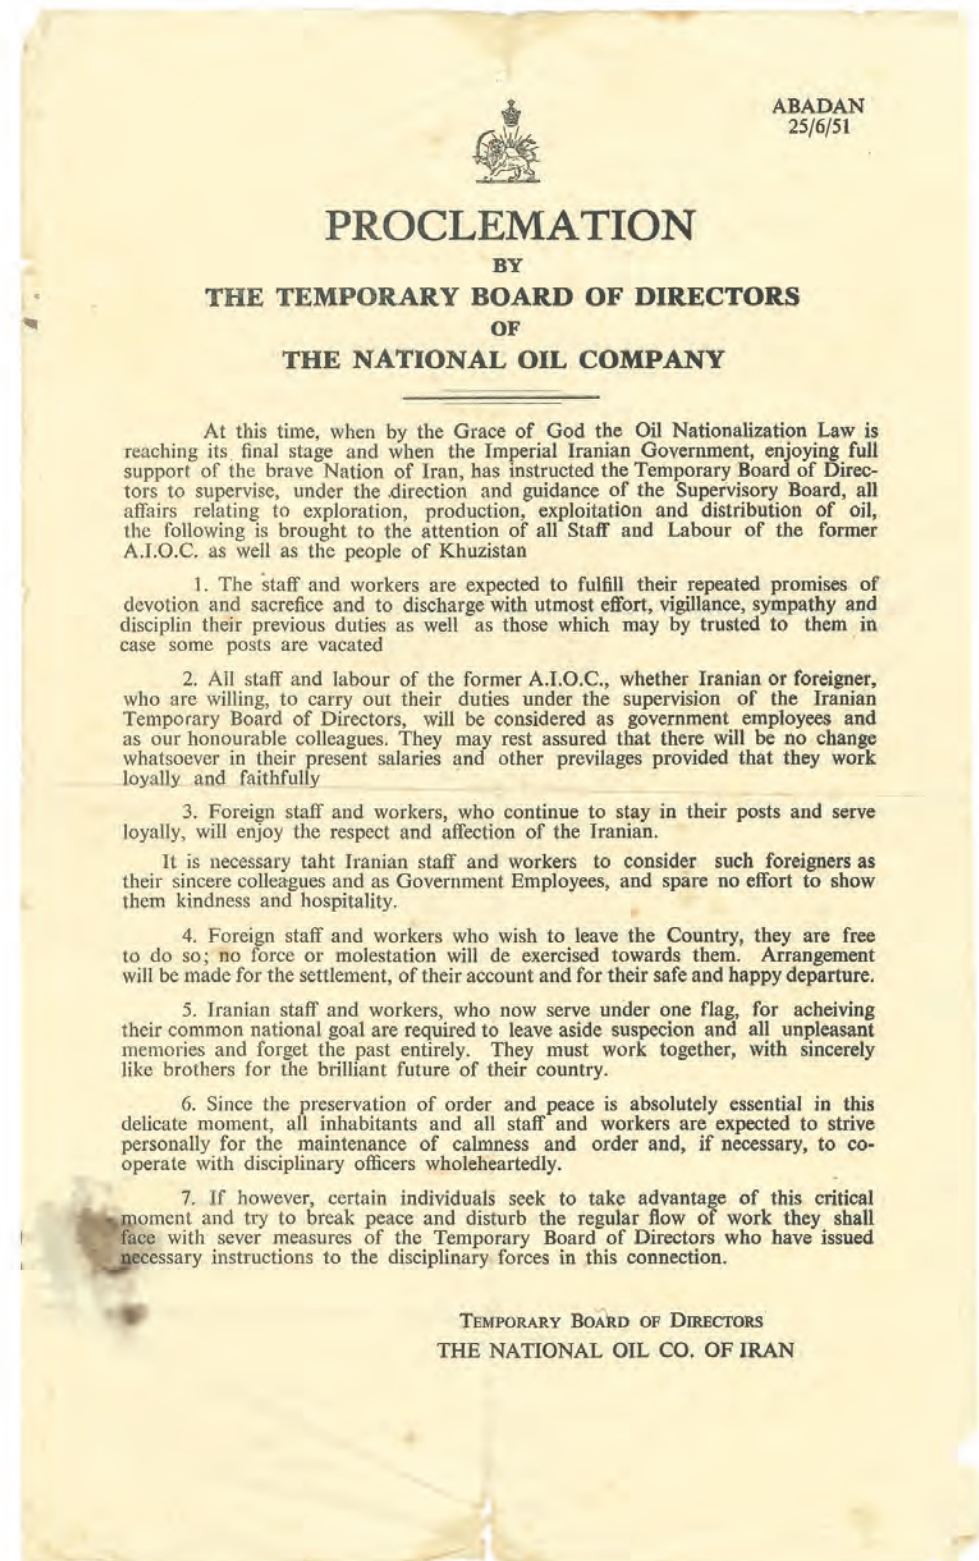 ABADAN
25/6/51
PROCLEMATION
BY
THE TEMPORARY BOARD OF DIRECTORS
OF
THE NATIONAL OIL COMPANY
At this time, when by the Grace of God the Oil Nationalization Law is
reaching its final stage and when the Imperial Iranian Government, enjoying full
support of the brave Nation of Iran, has instructed the Temporary Board of Direc-
tors to supervise, under the direction and guidance of the Supervisory Board, all
affairs relating to exploration, production, exploitation and distribution of oil,
the following is brought to the attention of all Staff and Labour of the former
A.I.O.C. as well as the people of Khuzistan
1. The staff and workers are expected to fulfill their repeated promises of
devotion and sacrefice and to discharge with utmost effort, vigillance, sympathy and
disciplin their previous duties as well as those which may by trusted to them in
case some posts are vacated
2. All staff and labour of the former A.I.O.C., whether Iranian or foreigner,
who are willing, to carry out their duties under the supervision of the Iranian
Temporary Board of Directors, will be considered as government employees and
as our honourable colleagues. They may rest assured that there will be no change
whatsoever in their present salaries and other previlages provided that they work
loyally and faithfully
3. Foreign staff and workers, who continue to stay in their posts and serve
loyally, will enjoy the respect and affection of the Iranian.
It is necessary taht Iranian staff and workers to consider such foreigners as
their sincere colleagues and as Government Employees, and spare no effort to show
them kindness and hospitality.
4. Foreign staff and workers who wish to leave the Country, they are free
to do so; no force or molestation will de exercised towards them. Arrangement
will be made for the settlement, of their account and for their safe and happy departure.
5. Iranian staff and workers, who now serve under one flag, for acheiving
their common national goal are required to leave aside suspecion and all unpleasant
memories and forget the past entirely. They must work together, with sincerely
like brothers for the brilliant future of their country.
6. Since the preservation of order and peace is absolutely essential in this
delicate moment, all inhabitants and all staff and workers are expected to strive
personally for the maintenance of calmness and order and, if necessary, to co-
operate with disciplinary officers wholeheartedly.
7. If however, certain individuals seek to take advantage of this critical
moment and try to break peace and disturb the regular flow of work they shall
face with sever measures of the Temporary Board of Directors who have issued
necessary instructions to the disciplinary forces in this connection.
TEMPORARY BOARD OF DIRECTORS
THE NATIONAL OIL CO. OF IRAN